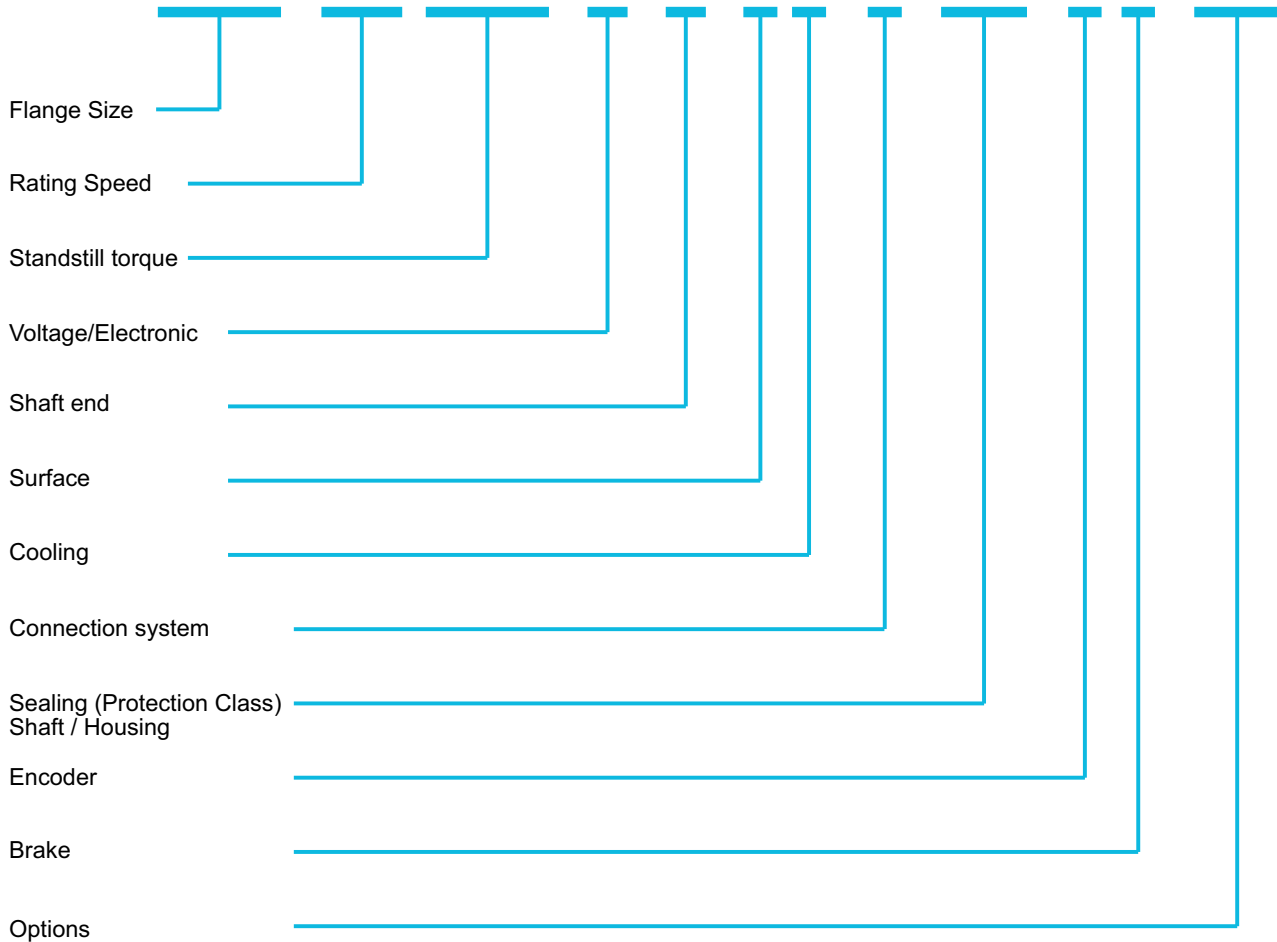 Flange Size
Rating Speed
Standstill torque
Voltage/Electronic
Shaft end
Surface
Cooling
Connection system
Sealing (Protection Class)
Shaft / Housing
Encoder
Brake
Options